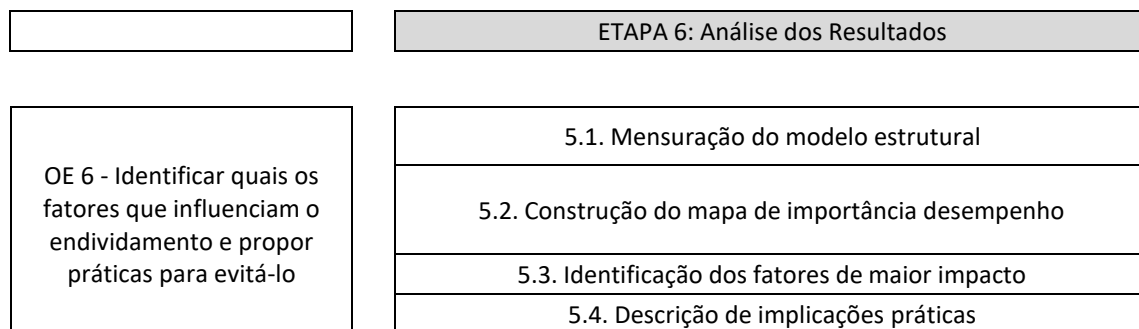 ETAPA 6: Análise dos Resultados
OE 6 - Identificar quais os
fatores que influenciam o
endividamento e propor
práticas para evitá-lo
5.1. Mensuração do modelo estrutural
5.2. Construção do mapa de importância desempenho
5.3. Identificação dos fatores de maior impacto
5.4. Descrição de implicações práticas